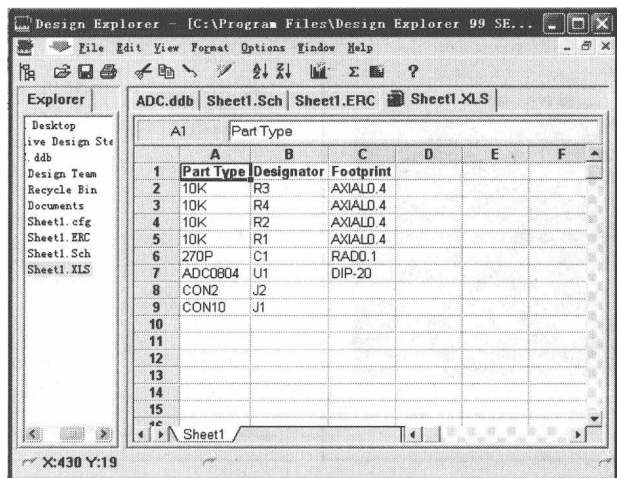 Design Explorer - [C:\Program Files\Design Explorer 99 SE...
File Edit View Format Options Window Help
Explorer
ADC.ddb Sheet1.Sch Sheet1.ERC Sheet1.XLS
Desktop
ive Design Ste
.ddb
Design Team
Recycle Bin
Documents
Sheet1.cfg
Sheet1.ERC
Sheet1.Sch
Sheet1.XLS
A1 Part Type
A B C D E F
1 Part Type Designator Footprint
2 10K R3 AXIAL0.4
3 10K R4 AXIAL0.4
4 10K R2 AXIAL0.4
5 10K R1 AXIAL0.4
6 270P C1 RAD0.1
7 ADC0804 U1 DIP-20
8 CON2 J2
9 CON10 J1
10
11
12
13
14
15
Sheet1
X:430 Y:19